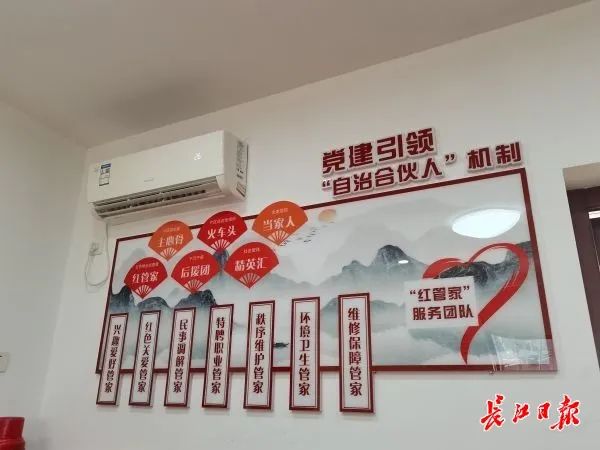 党建引领
“自治合伙人”机制
主心骨
火车头
当家人
红管家
后援团
精英汇
“红管家”
服务团队
兴趣爱好管家
红色关爱管家
民事调解管家
特聘职业管家
秩序维护管家
环境卫生管家
维修保障管家
长江日报